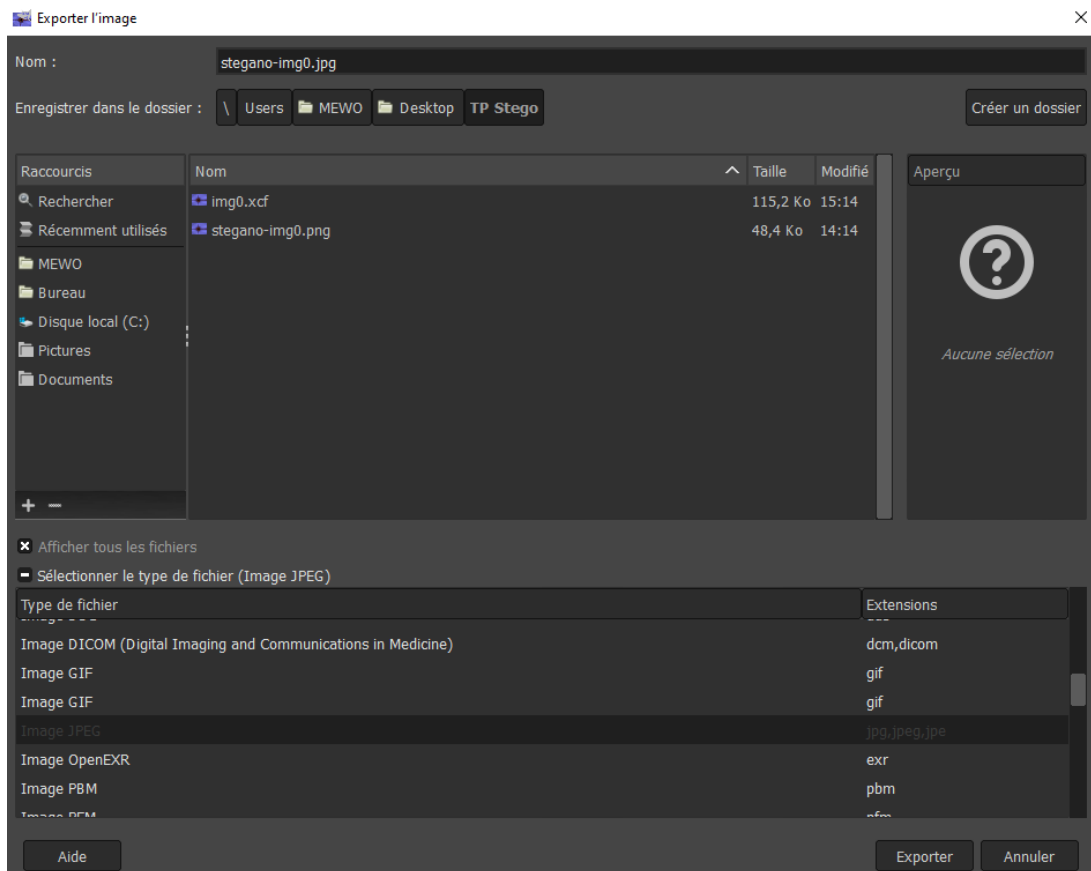 Exporter l'image
Nom :
stegano-img0.jpg
Enregistrer dans le dossier :
\ Users MEWO Desktop TP Stego
Créer un dossier
Raccourcis
Rechercher
Récemment utilisés
MEWO
Bureau
Disque local (C:)
Pictures
Documents
Nom Taille Modifié
img0.xcf 115,2 Ko 15:14
stegano-img0.png 48,4 Ko 14:14
Aperçu
Aucune sélection
Afficher tous les fichiers
Sélectionner le type de fichier (Image JPEG)
Type de fichier Extensions
Image DICOM (Digital Imaging and Communications in Medicine) dcm,dicom
Image GIF gif
Image GIF gif
Image JPEG jpg,jpeg,jpe
Image OpenEXR exr
Image PBM pbm
Aide
Exporter
Annuler